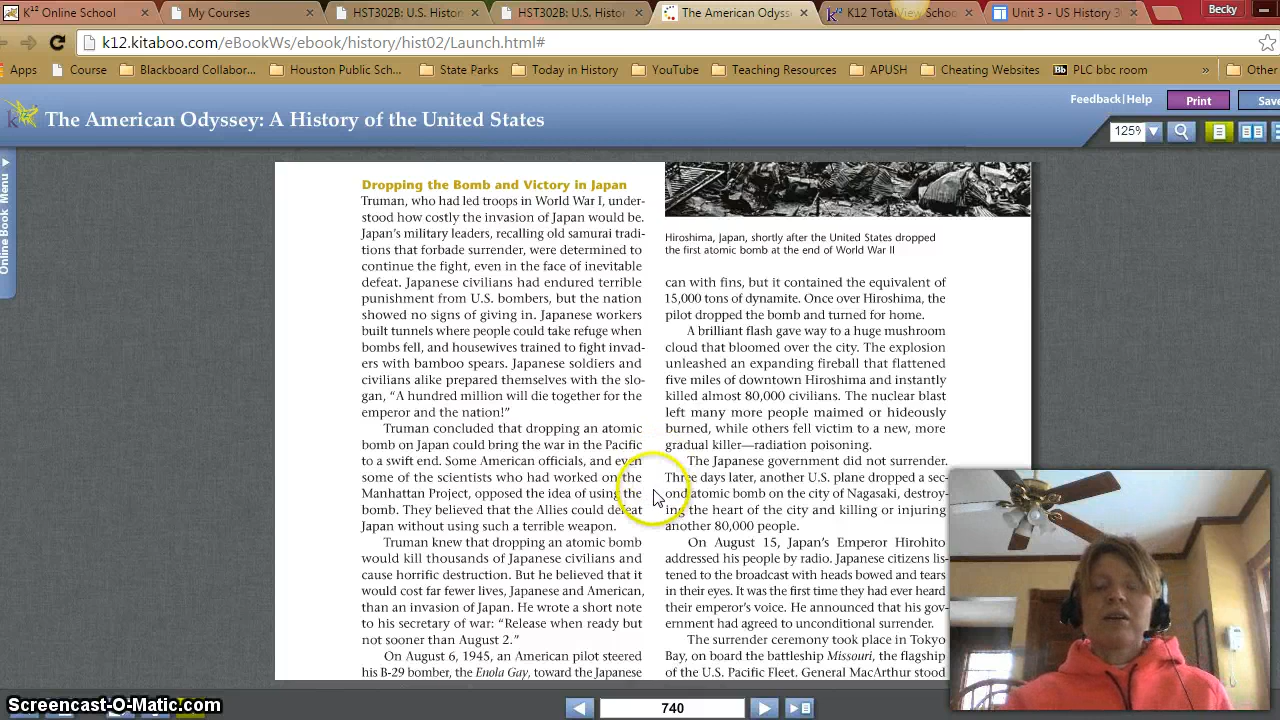 K¹² Online School
My Courses
HST302B: U.S. Histor
HST302B: U.S. Histor
The American Odyss
K12 TotalView School
Unit 3 - US History 30
Becky
k12.kitaboo.com/eBookWs/ebook/history/hist02/Launch.html#
Apps
Course
Blackboard Collabor...
Houston Public Sch...
State Parks
Today in History
YouTube
Teaching Resources
APUSH
Cheating Websites
Bb PLC bbc room
»
Other
Feedback|Help
Print
Save
The American Odyssey: A History of the United States
125%
Online Book Menu
Dropping the Bomb and Victory in Japan
Truman, who had led troops in World War I, under-
stood how costly the invasion of Japan would be.
Japan's military leaders, recalling old samurai tradi-
tions that forbade surrender, were determined to
continue the fight, even in the face of inevitable
defeat. Japanese civilians had endured terrible
punishment from U.S. bombers, but the nation
showed no signs of giving in. Japanese workers
built tunnels where people could take refuge when
bombs fell, and housewives trained to fight invad-
ers with bamboo spears. Japanese soldiers and
civilians alike prepared themselves with the slo-
gan, “A hundred million will die together for the
emperor and the nation!”
Truman concluded that dropping an atomic
bomb on Japan could bring the war in the Pacific
to a swift end. Some American officials, and even
some of the scientists who had worked on the
Manhattan Project, opposed the idea of using the
bomb. They believed that the Allies could defeat
Japan without using such a terrible weapon.
Truman knew that dropping an atomic bomb
would kill thousands of Japanese civilians and
cause horrific destruction. But he believed that it
would cost far fewer lives, Japanese and American,
than an invasion of Japan. He wrote a short note
to his secretary of war: “Release when ready but
not sooner than August 2.”
On August 6, 1945, an American pilot steered
his B-29 bomber, the Enola Gay, toward the Japanese
Hiroshima, Japan, shortly after the United States dropped
the first atomic bomb at the end of World War II
can with fins, but it contained the equivalent of
15,000 tons of dynamite. Once over Hiroshima, the
pilot dropped the bomb and turned for home.
A brilliant flash gave way to a huge mushroom
cloud that bloomed over the city. The explosion
unleashed an expanding fireball that flattened
five miles of downtown Hiroshima and instantly
killed almost 80,000 civilians. The nuclear blast
left many more people maimed or hideously
burned, while others fell victim to a new, more
gradual killer—radiation poisoning.
The Japanese government did not surrender.
Three days later, another U.S. plane dropped a sec-
ond atomic bomb on the city of Nagasaki, destroy-
ing the heart of the city and killing or injuring
another 80,000 people.
On August 15, Japan's Emperor Hirohito
addressed his people by radio. Japanese citizens lis-
tened to the broadcast with heads bowed and tears
in their eyes. It was the first time they had ever heard
their emperor's voice. He announced that his gov-
ernment had agreed to unconditional surrender.
The surrender ceremony took place in Tokyo
Bay, on board the battleship Missouri, the flagship
of the U.S. Pacific Fleet. General MacArthur stood
740
Screencast-O-Matic.com